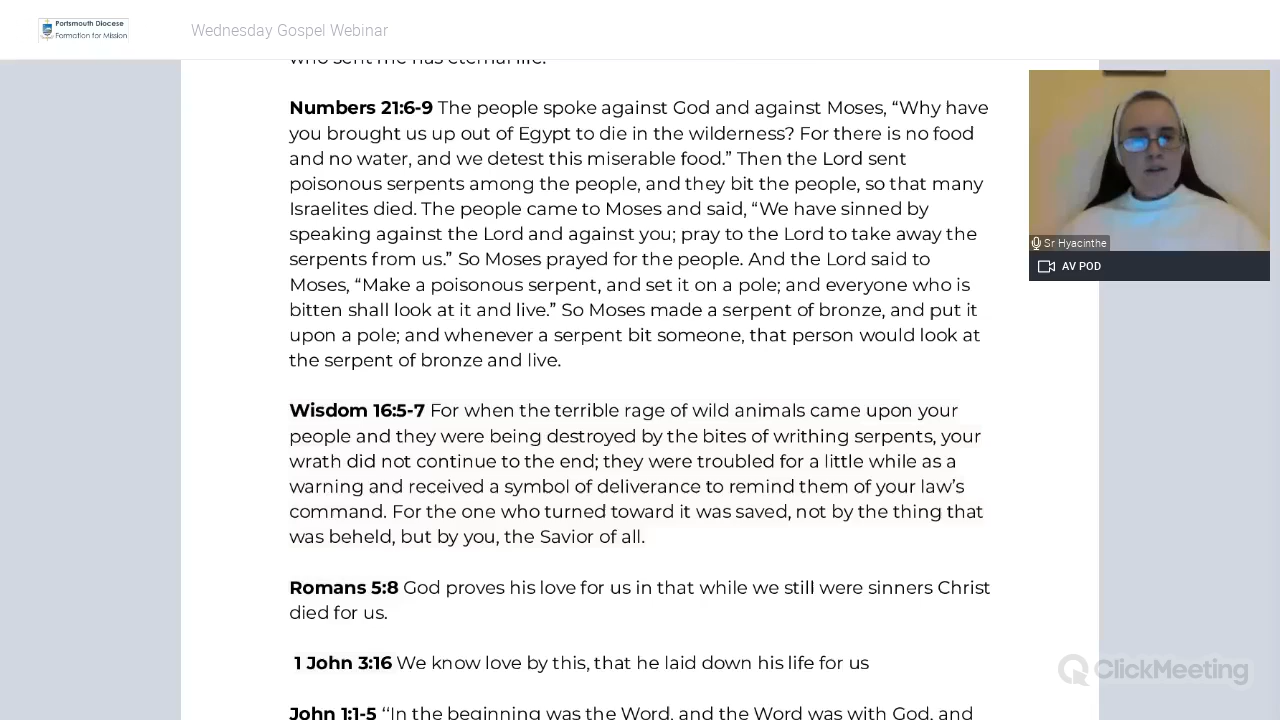 Portsmouth Diocese
Formation for Mission
Wednesday Gospel Webinar
who sent me has eternal life.
Numbers 21:6-9 The people spoke against God and against Moses, “Why have
you brought us up out of Egypt to die in the wilderness? For there is no food
and no water, and we detest this miserable food.” Then the Lord sent
poisonous serpents among the people, and they bit the people, so that many
Israelites died. The people came to Moses and said, “We have sinned by
speaking against the Lord and against you; pray to the Lord to take away the
serpents from us.” So Moses prayed for the people. And the Lord said to
Moses, “Make a poisonous serpent, and set it on a pole; and everyone who is
bitten shall look at it and live.” So Moses made a serpent of bronze, and put it
upon a pole; and whenever a serpent bit someone, that person would look at
the serpent of bronze and live.
Wisdom 16:5-7 For when the terrible rage of wild animals came upon your
people and they were being destroyed by the bites of writhing serpents, your
wrath did not continue to the end; they were troubled for a little while as a
warning and received a symbol of deliverance to remind them of your law’s
command. For the one who turned toward it was saved, not by the thing that
was beheld, but by you, the Savior of all.
Romans 5:8 God proves his love for us in that while we still were sinners Christ
died for us.
1 John 3:16 We know love by this, that he laid down his life for us
John 1:1-5 ‘‘In the beginning was the Word, and the Word was with God, and
Sr Hyacinthe
AV POD
ClickMeeting